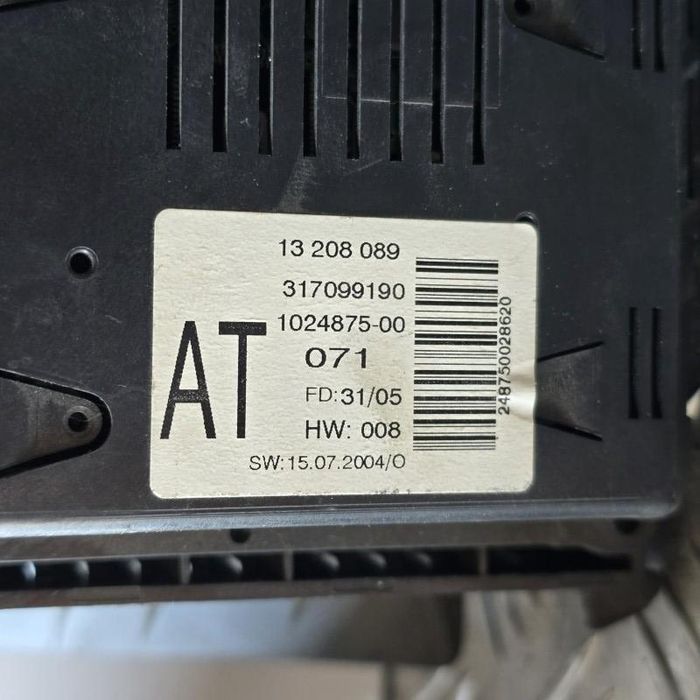 13 208 089
317099190
1024875-00
AT
071
FD: 31/05
HW: 008
SW: 15.07.2004/O
248750028620